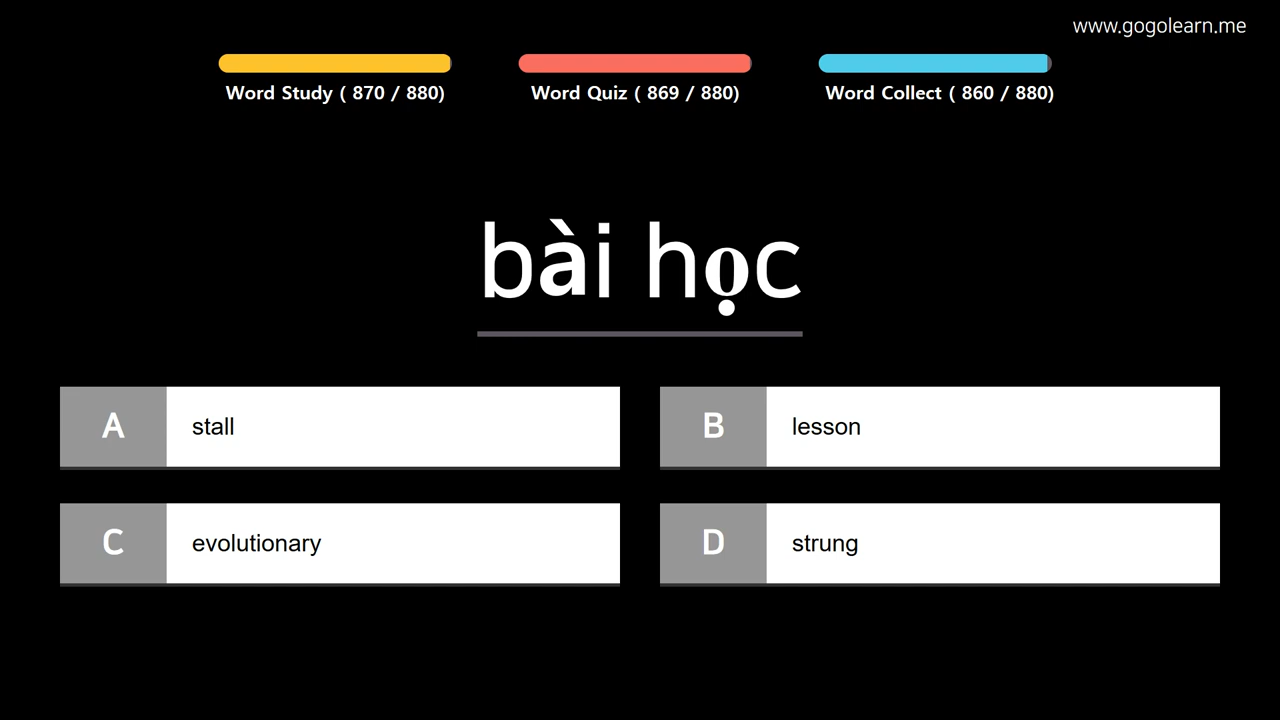 www.gogolearn.me
Word Study ( 870 / 880)
Word Quiz ( 869 / 880)
Word Collect ( 860 / 880)
bài học
A stall
B lesson
C evolutionary
D strung